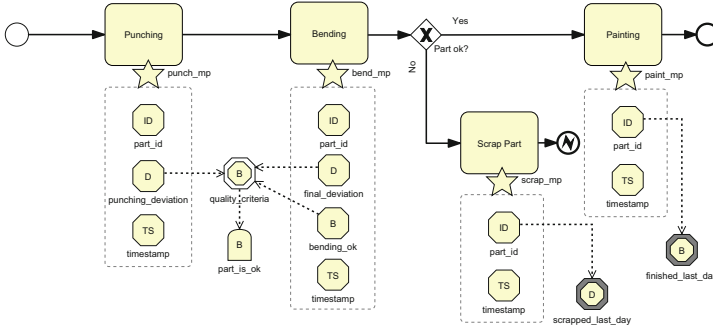 Punching
Bending
Yes
Painting
Part ok?
No
punch_mp
bend_mp
paint_mp
ID
part_id
ID
part_id
ID
part_id
Scrap Part
D
punching_deviation
B
quality_criteria
D
final_deviation
TS
timestamp
scrap_mp
TS
timestamp
B
part_is_ok
B
bending_ok
ID
part_id
B
finished_last_da
TS
timestamp
TS
timestamp
D
scrapped_last_day